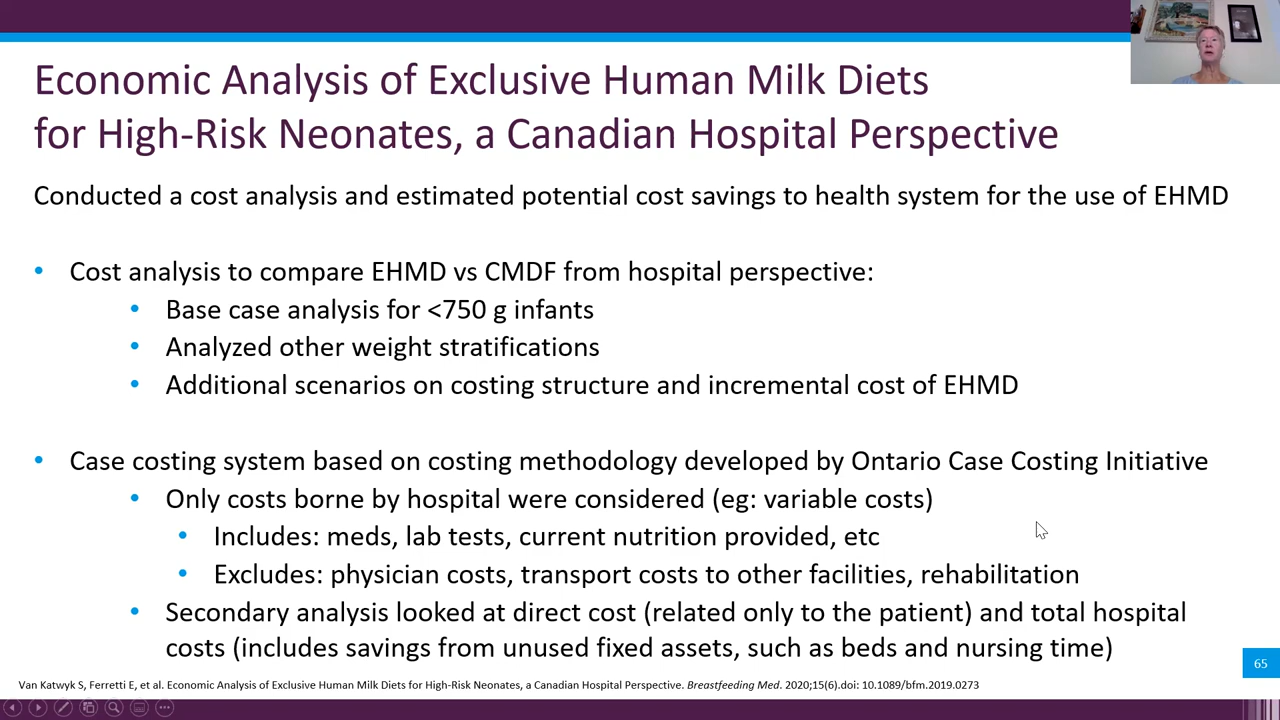 Economic Analysis of Exclusive Human Milk Diets
for High-Risk Neonates, a Canadian Hospital Perspective
Conducted a cost analysis and estimated potential cost savings to health system for the use of EHMD
• Cost analysis to compare EHMD vs CMDF from hospital perspective:
• Base case analysis for <750 g infants
• Analyzed other weight stratifications
• Additional scenarios on costing structure and incremental cost of EHMD
• Case costing system based on costing methodology developed by Ontario Case Costing Initiative
• Only costs borne by hospital were considered (eg: variable costs)
• Includes: meds, lab tests, current nutrition provided, etc
• Excludes: physician costs, transport costs to other facilities, rehabilitation
• Secondary analysis looked at direct cost (related only to the patient) and total hospital
costs (includes savings from unused fixed assets, such as beds and nursing time)
65
Van Katwyk S, Ferretti E, et al. Economic Analysis of Exclusive Human Milk Diets for High-Risk Neonates, a Canadian Hospital Perspective. Breastfeeding Med. 2020;15(6).doi: 10.1089/bfm.2019.0273